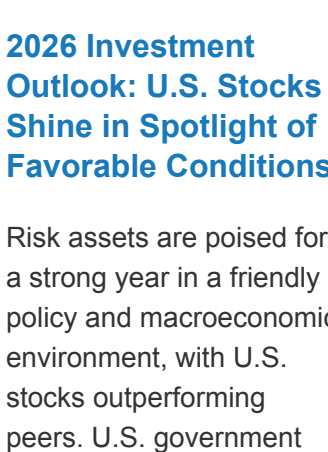 2026 Investment
Outlook: U.S. Stocks
Shine in Spotlight of
Favorable Conditions
Risk assets are poised for
a strong year in a friendly
policy and macroeconomic
environment, with U.S.
stocks outperforming
peers. U.S. government